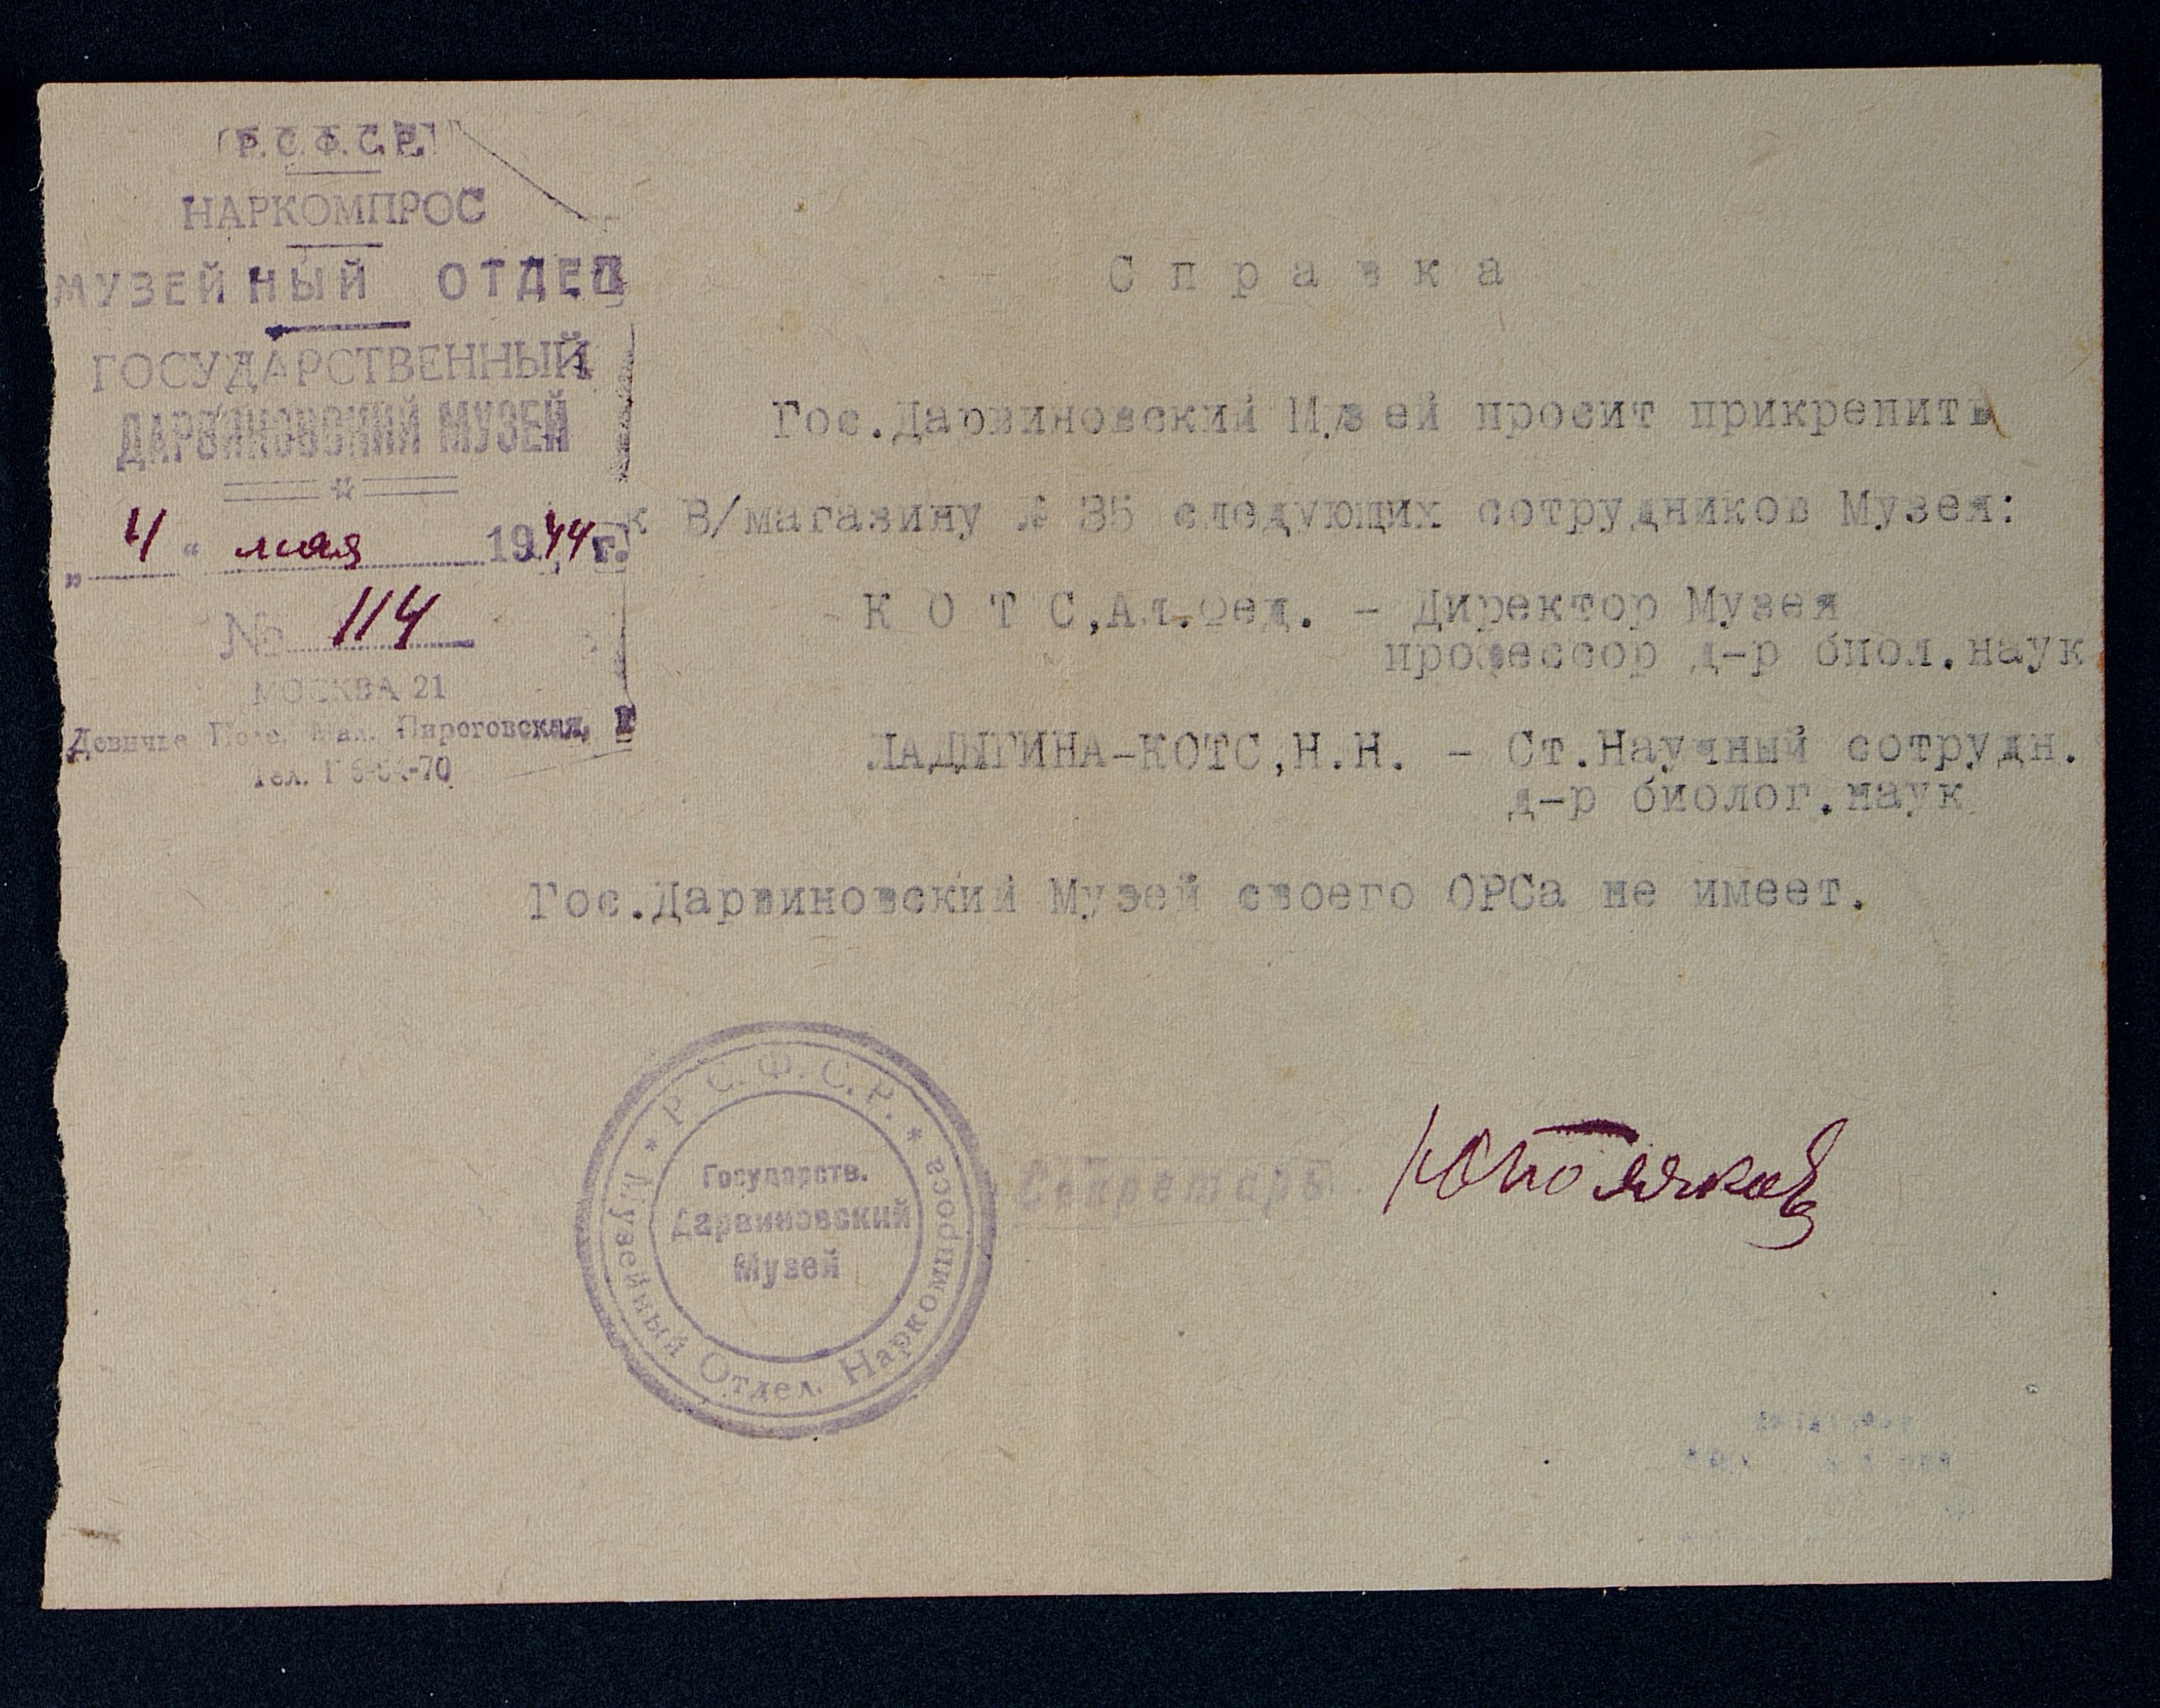 Р.С.Ф.С.Р.
НАРКОМПРОС
МУЗЕЙНЫЙ ОТДЕЛ
ГОСУДАРСТВЕННЫЙ
ДАРВИНОВСКИЙ МУЗЕЙ
„ 4 “ мая 1944 г.
№ 114
МОСКВА 21
Девичье Поле, Мал. Пироговская, 1
Тел.
Справка
Гос.Дарвиновский Музей просит прикрепить
к В/магазину № 35 следующих сотрудников Музея:
К О Т С,Ал.Фед. - Директор Музея
профессор д-р биол.наук
ЛАДЫГИНА-КОТС,Н.Н. - Ст.Научный сотрудн.
д-р биолог.наук
Гос.Дарвиновский Музей своего ОРСа не имеет.
* Р.С.Ф.С.Р. *
Музейный Отдел. Наркомпроса
Государств.
Дарвиновский
Музей
Секретарь